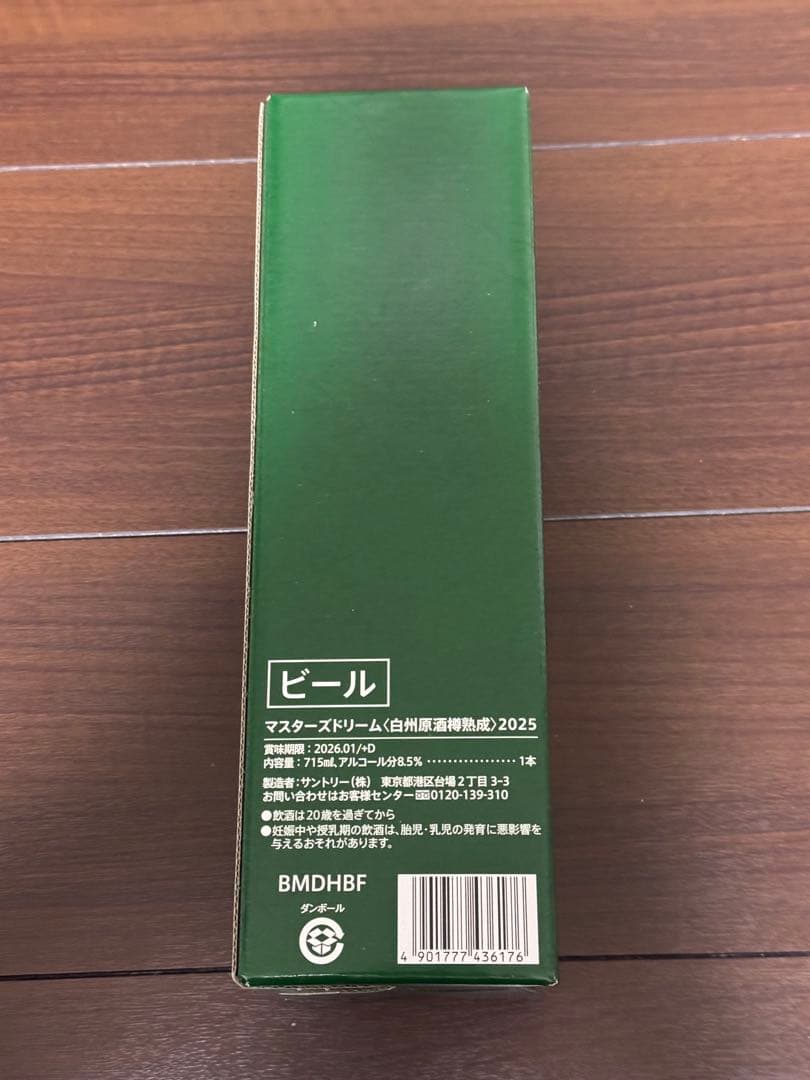 ビール
マスターズドリーム〈白州原酒樽熟成〉2025
賞味期限：2026.01/+D
内容量：715㎖、アルコール分8.5% ・・・・・・・・・・・・・・・・ 1本
製造者：サントリー（株） 東京都港区台場2丁目3-3
お問い合わせはお客様センター 0120-139-310
●飲酒は20歳を過ぎてから
●妊娠中や授乳期の飲酒は、胎児・乳児の発育に悪影響を
与えるおそれがあります。
BMDHBF
ダンボール
4 901777 436176